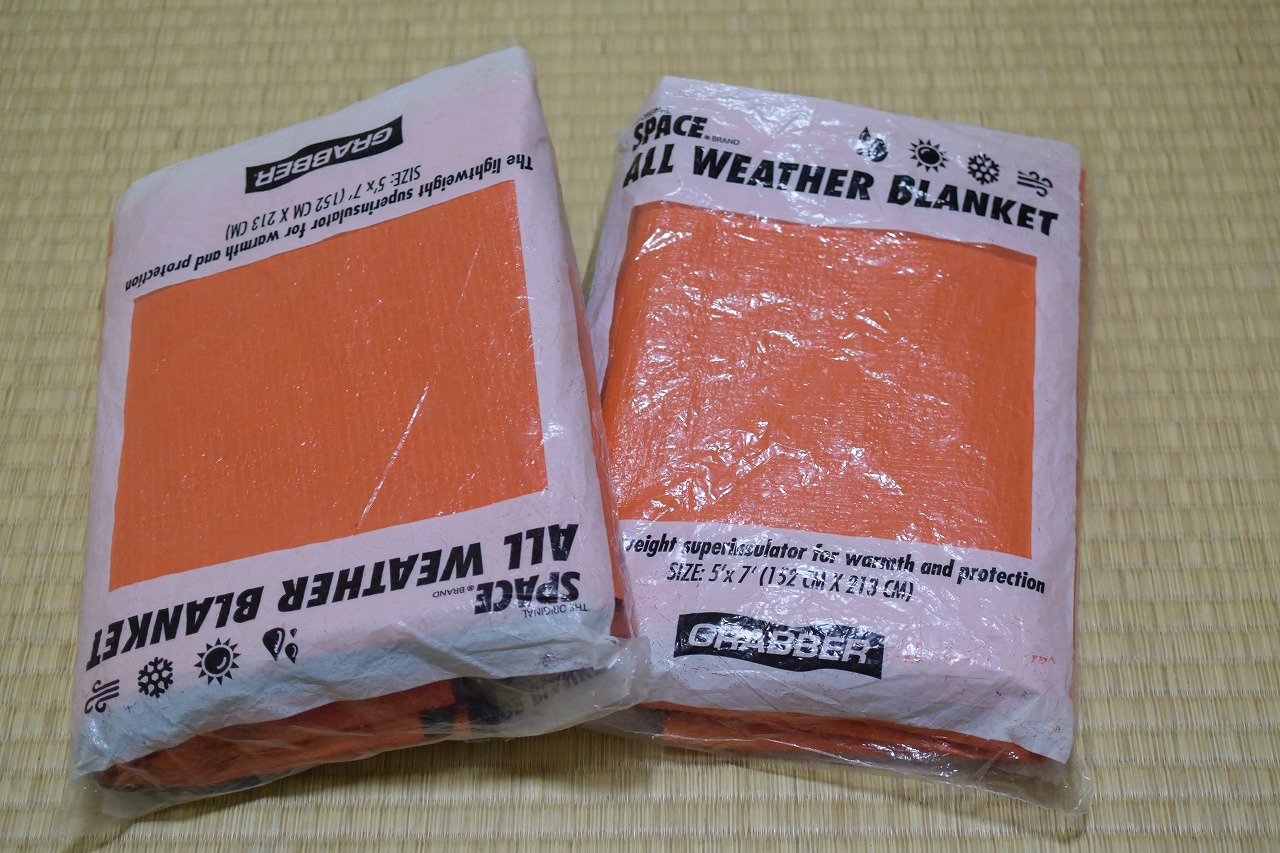 GRABBER
SIZE: 5'x 7' (152 CM X 213 CM)
The lightweight superinsulator for warmth and protection
ALL WEATHER BLANKET
SPACE ® BRAND
THE ORIGINAL
SPACE ® BRAND
ALL WEATHER BLANKET
superinsulator for warmth and protection
SIZE: 5'x 7' (152 CM X 213 CM)
GRABBER